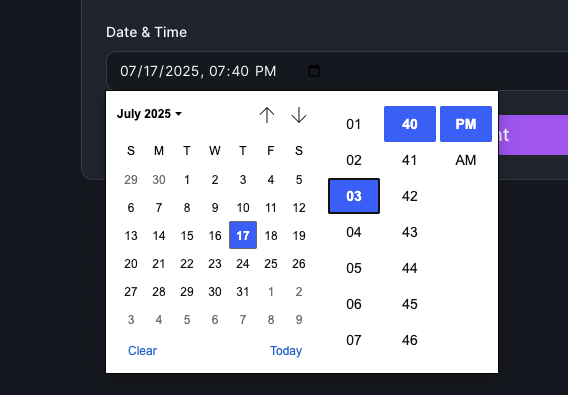 Date & Time
07/17/2025, 07:40 PM
July 2025
S M T W T F S
29 30 1 2 3 4 5
6 7 8 9 10 11 12
13 14 15 16 17 18 19
20 21 22 23 24 25 26
27 28 29 30 31 1 2
3 4 5 6 7 8 9
Clear Today
01 40 PM
02 41 AM
03 42
04 43
05 44
06 45
07 46
nt